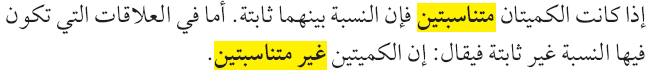 إذا كانت الكميتان متناسبتين فإن النسبة بينهما ثابتة. أما في العلاقات التي تكون
فيها النسبة غير ثابتة فيقال: إن الكميتين غير متناسبتين.